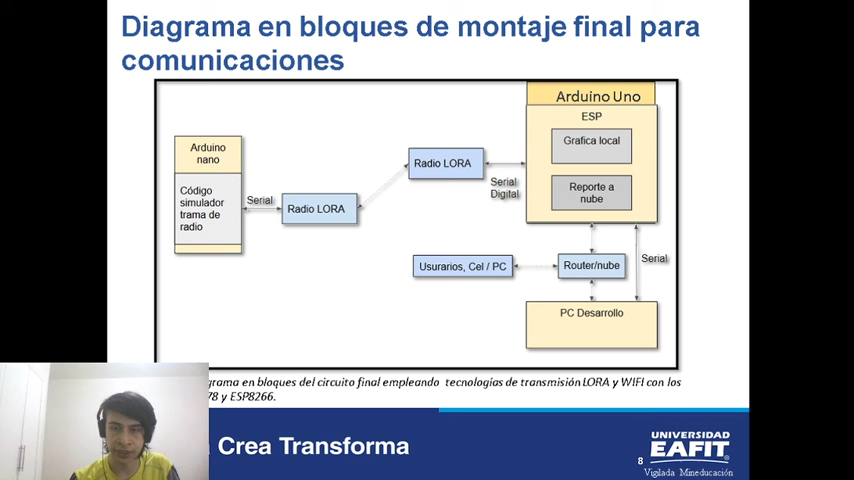 Diagrama en bloques de montaje final para
comunicaciones
Arduino Uno
ESP
Grafica local
Reporte a
nube
Arduino
nano
Código
simulador
trama de
radio
Serial
Radio LORA
Radio LORA
Serial
Digital
Usurarios, Cel / PC
Router/nube
Serial
PC Desarrollo
grama en bloques del circuito final empleando tecnologías de transmisión LORA y WIFI con los
78 y ESP8266.
Crea Transforma
8
UNIVERSIDAD
EAFIT
Vigilada Mineducación